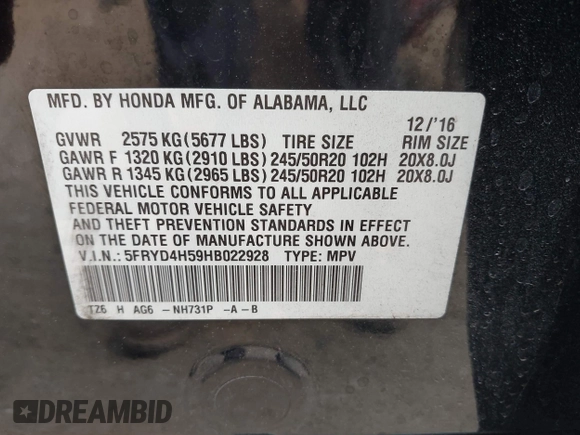 MFD. BY HONDA MFG. OF ALABAMA, LLC
12/'16
GVWR 2575 KG(5677 LBS) TIRE SIZE RIM SIZE
GAWR F 1320 KG(2910 LBS)245/50R20 102H 20X8.0J
GAWR R 1345 KG(2965 LBS)245/50R20 102H 20X8.0J
THIS VEHICLE CONFORMS TO ALL APPLICABLE
FEDERAL MOTOR VEHICLE SAFETY
AND THEFT PREVENTION STANDARDS IN EFFECT
ON THE DATE OF MANUFACTURE SHOWN ABOVE.
V.I.N.: 5FRYD4H59HB022928 TYPE: MPV
TZ6 H AG6 -NH731P -A-B
DREAMBID